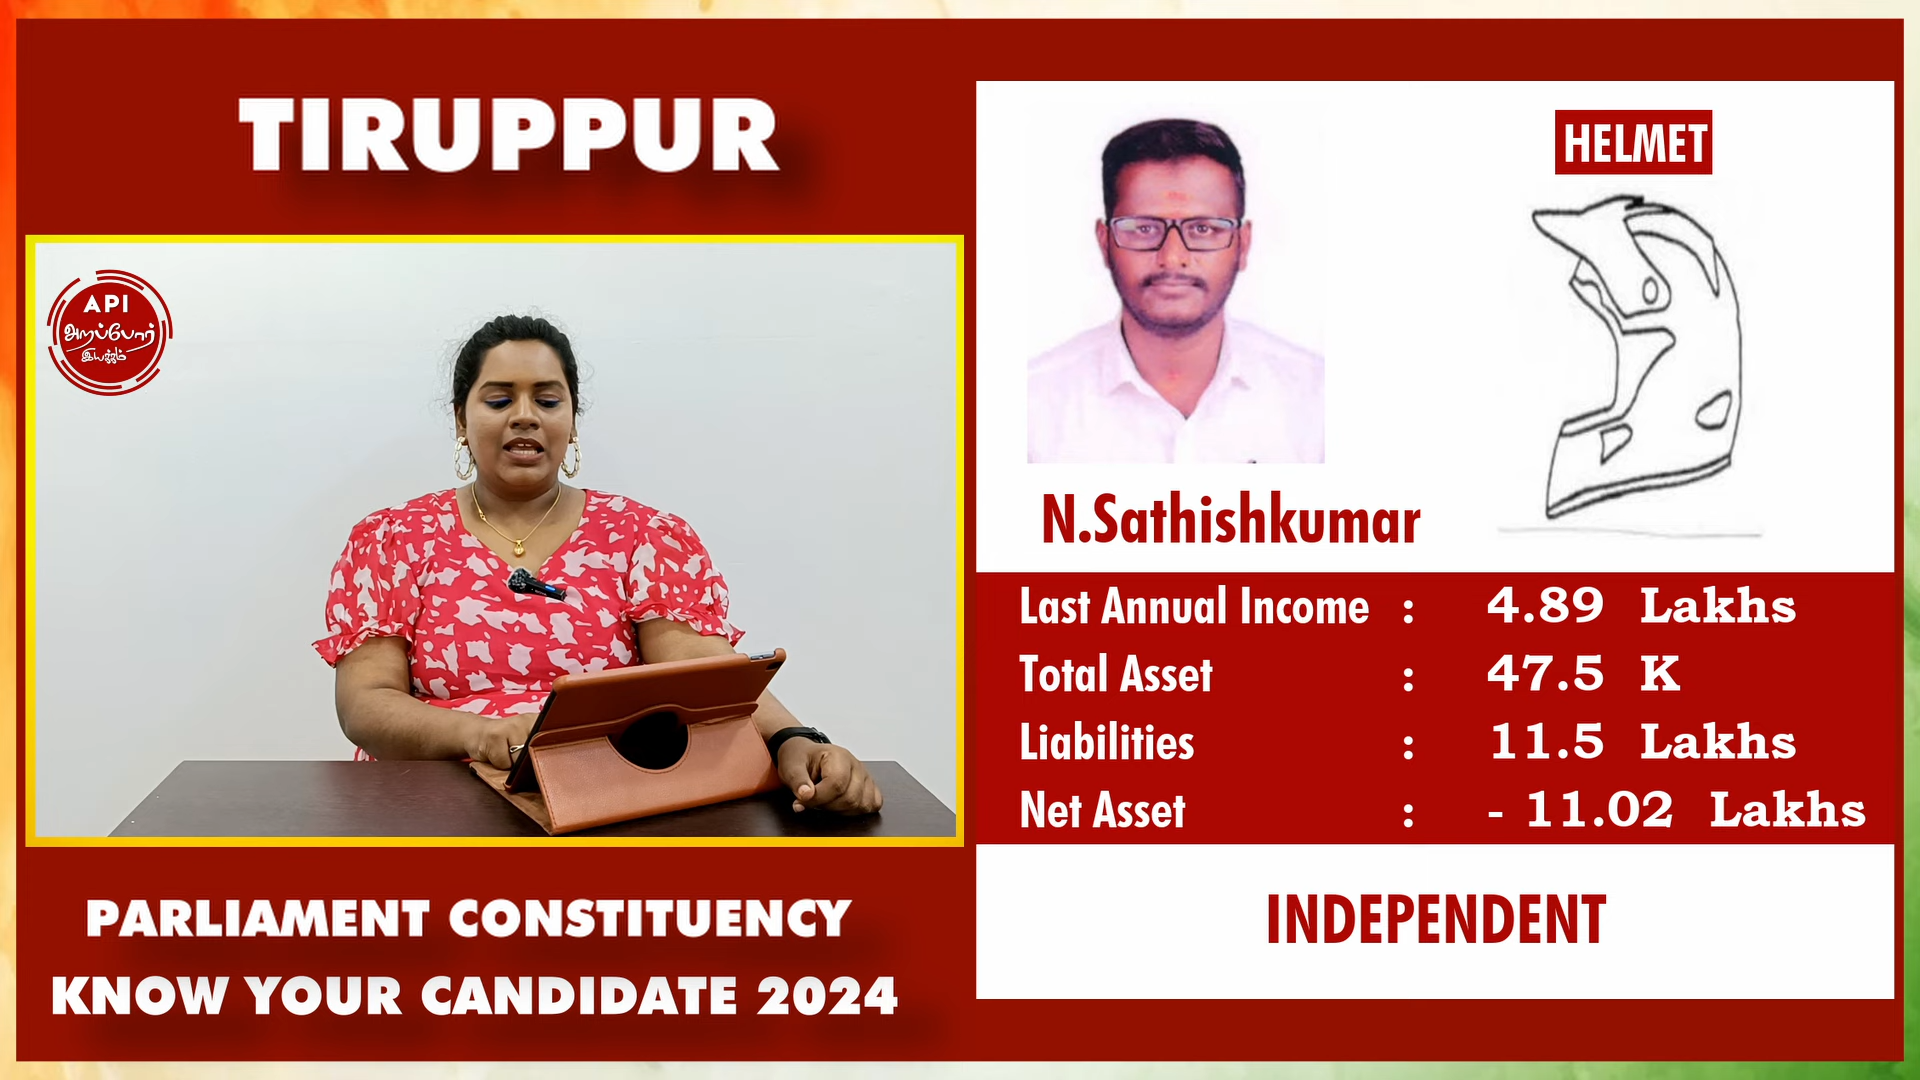 TIRUPPUR
API
அறப்போர்
இயக்கம்
PARLIAMENT CONSTITUENCY
KNOW YOUR CANDIDATE 2024
HELMET
N.Sathishkumar
Last Annual Income : 4.89 Lakhs
Total Asset : 47.5 K
Liabilities : 11.5 Lakhs
Net Asset : - 11.02 Lakhs
INDEPENDENT